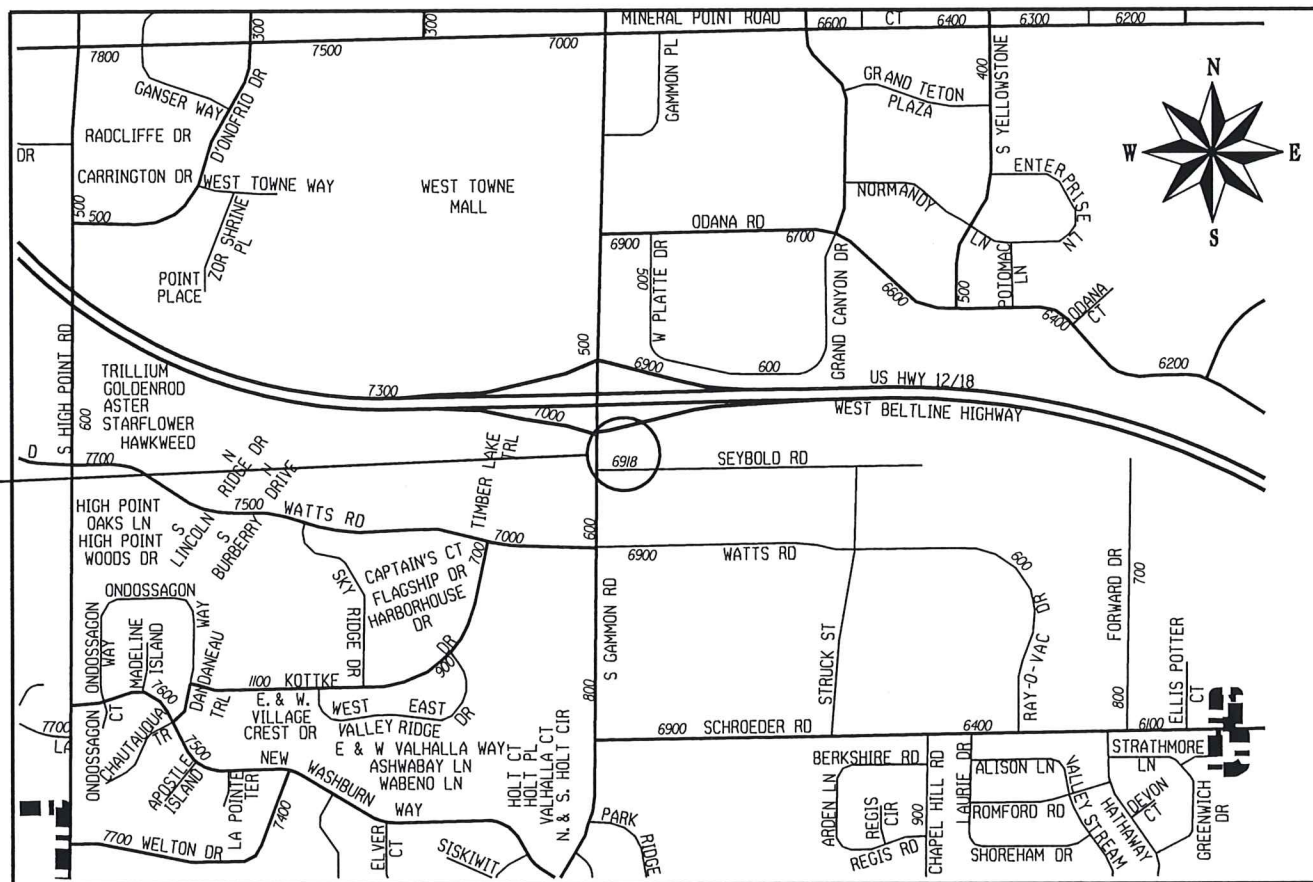 MINERAL POINT ROAD
6600
CT
6400
6300
6200
7800
300
7500
300
7000
GANSER WAY
D'ONOFRIO DR
RADCLIFFE DR
DR
CARRINGTON DR
WEST TOWNE WAY
500
500
ZOR SHRINE
PL
POINT
PLACE
WEST TOWNE
MALL
GAMMON PL
GRAND TETON
PLAZA
400
S YELLOWSTONE
ENTERPRISE
LN
NORMANDY
LN
N
W
E
S
ODANA RD
6900
6700
W PLATTE DR
500
GRAND CANYON DR
6600
500
POTOMAC
LN
ODANA
CT
6400
6200
S HIGH POINT RD
600
500
6900
600
US HWY 12/18
WEST BELTLINE HIGHWAY
7300
7000
TRILLIUM
GOLDENROD
ASTER
STARFLOWER
HAWKWEED
D
7700
N
RIDGE DR
N
DRIVE
S
LINCOLN
S
BURBERRY
7500
WATTS RD
TIMBER LAKE
TRL
6918
SEYBOLD RD
HIGH POINT
OAKS LN
HIGH POINT
WOODS DR
7000
700
600
6900
WATTS RD
600
RAY-O-VAC DR
FORWARD DR
700
800
CAPTAIN'S CT
FLAGSHIP DR
HARBORHOUSE
DR
SKY RIDGE DR
S GAMMON RD
800
STRUCK ST
ELLIS POTTER
CT
ONDOSSAGON
WAY
ONDOSSAGON
WAY
MADELINE
ISLAND
7600
DANDANEAU
TRL
1100
KOTTKE
DR
900
E. & W.
VILLAGE
CREST DR
WEST
EAST
VALLEY RIDGE
DR
6900
SCHROEDER RD
6400
6100
7700
LA
ONDOSSAGON
CT
CHAUTAUQUA
TR
7500
APOSTLE
ISLAND
LA POINTE
TER
NEW
WASHBURN
WAY
E & W VALHALLA WAY
ASHWABAY LN
WABENO LN
HOLT CT
HOLT PL
VALHALLA CT
N. & S. HOLT CIR
7700
WELTON DR
7400
ELVER
CT
SISKIWIT
PARK
RIDGE
BERKSHIRE RD
ARDEN LN
REGIS
CIR
REGIS RD
900
CHAPEL HILL RD
LAURIE DR
ALISON LN
ROMFORD RD
SHOREHAM DR
VALLEY STREAM
HATHAWAY
STRATHMORE
LN
DEVON
CT
GREENWICH
DR